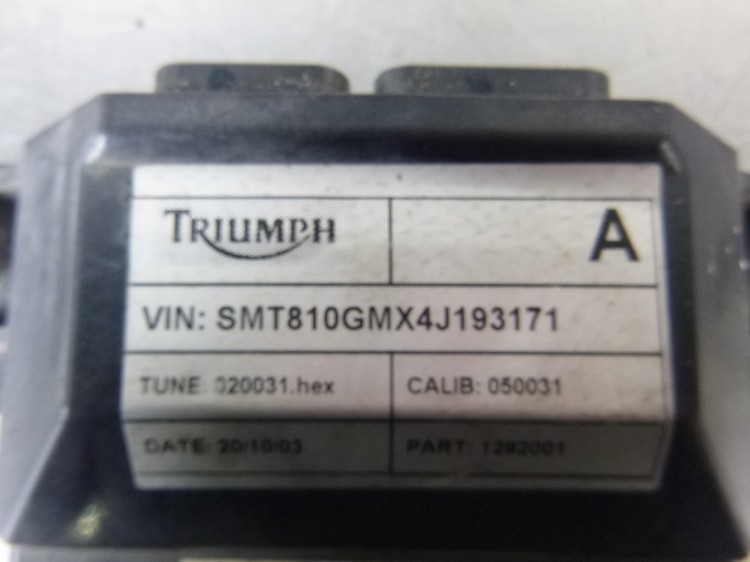 TRIUMPH
A
VIN: SMT810GMX4J193171
TUNE: 020031.hex CALIB: 050031
DATE: 20/10/03 PART: 1292001